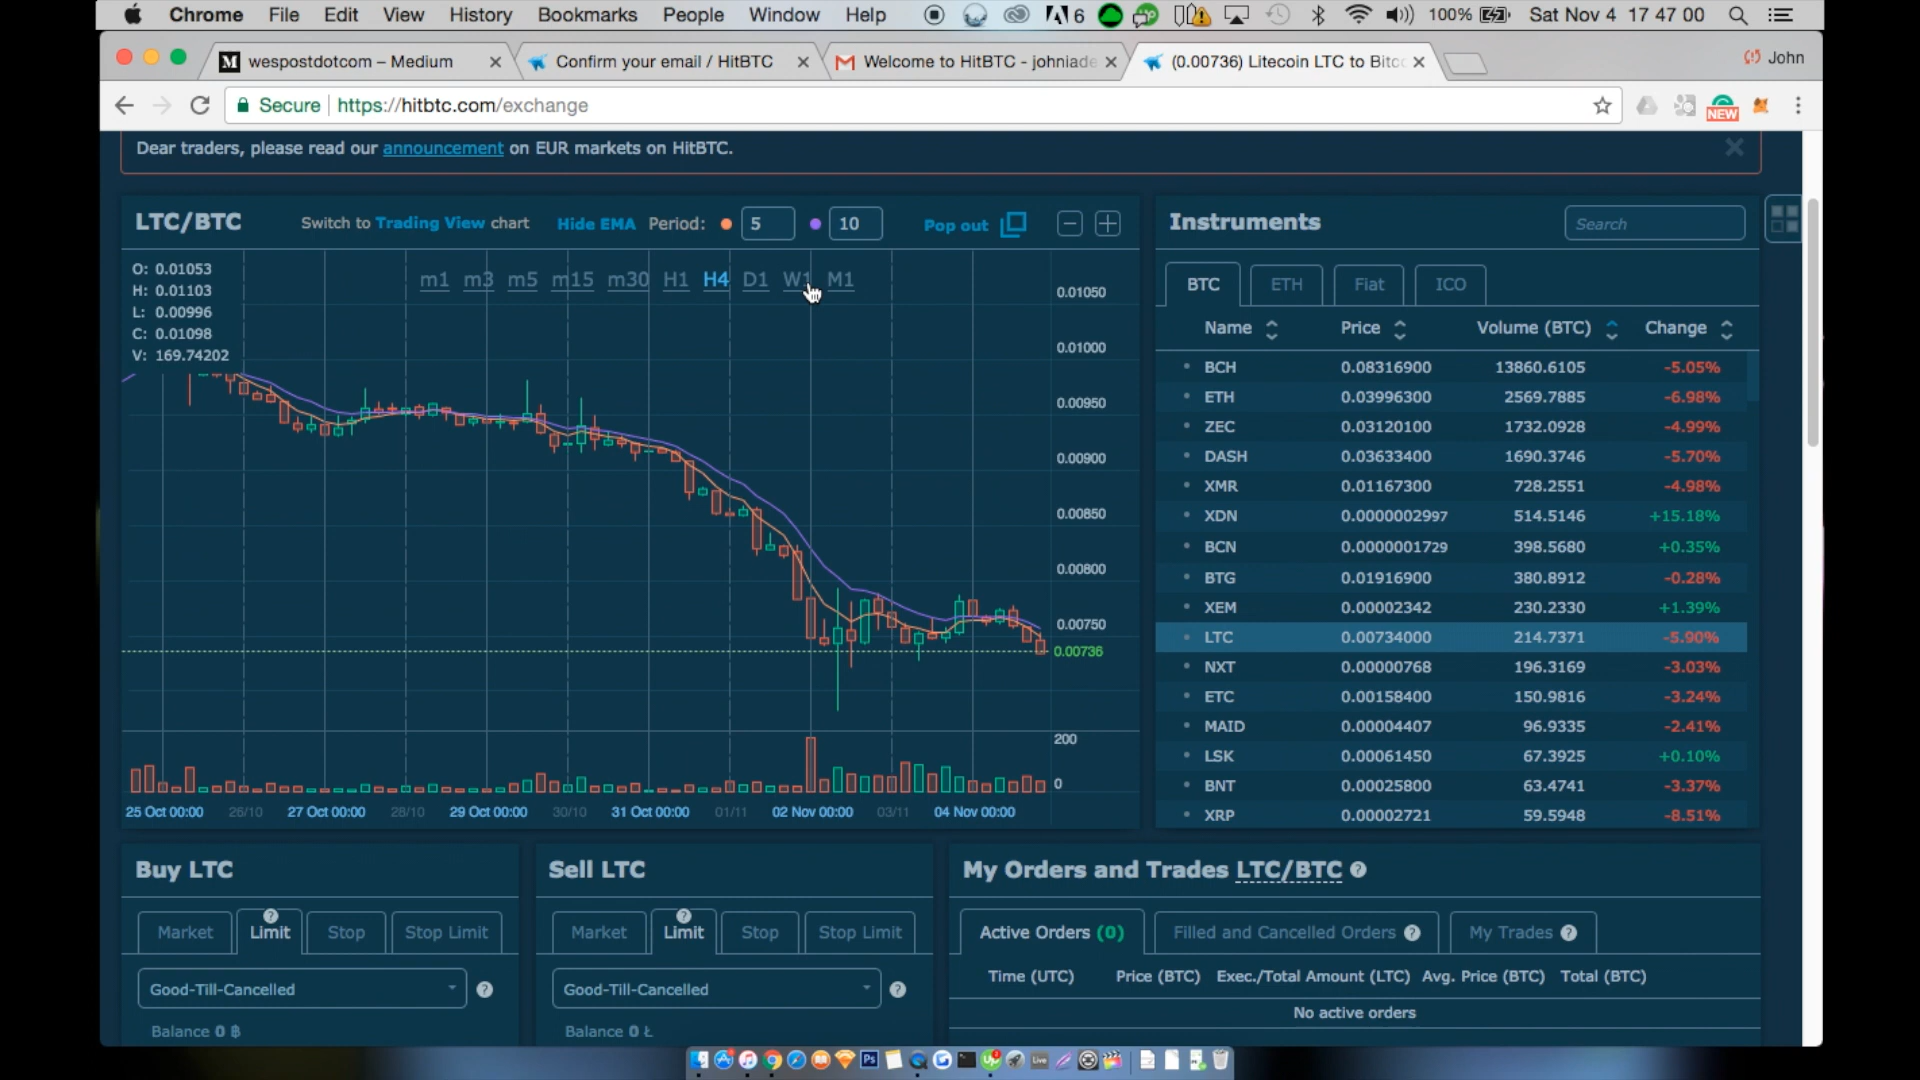 Chrome File Edit View History Bookmarks People Window Help 6 100% Sat Nov 4 17 47 00
wespostdotcom – Medium Confirm your email / HitBTC Welcome to HitBTC - johniade (0.00736) Litecoin LTC to Bitc John
Secure https://hitbtc.com/exchange NEW
Dear traders, please read our announcement on EUR markets on HitBTC.
LTC/BTC Switch to Trading View chart Hide EMA Period: 5 10 Pop out
O: 0.01053
H: 0.01103
L: 0.00996
C: 0.01098
V: 169.74202
m1 m3 m5 m15 m30 H1 H4 D1 W1 M1
0.01050
0.01000
0.00950
0.00900
0.00850
0.00800
0.00750
0.00736
200
0
25 Oct 00:00 26/10 27 Oct 00:00 28/10 29 Oct 00:00 30/10 31 Oct 00:00 01/11 02 Nov 00:00 03/11 04 Nov 00:00
Instruments Search
BTC ETH Fiat ICO
Name Price Volume (BTC) Change
BCH 0.08316900 13860.6105 -5.05%
ETH 0.03996300 2569.7885 -6.98%
ZEC 0.03120100 1732.0928 -4.99%
DASH 0.03633400 1690.3746 -5.70%
XMR 0.01167300 728.2551 -4.98%
XDN 0.0000002997 514.5146 +15.18%
BCN 0.0000001729 398.5680 +0.35%
BTG 0.01916900 380.8912 -0.28%
XEM 0.00002342 230.2330 +1.39%
LTC 0.00734000 214.7371 -5.90%
NXT 0.00000768 196.3169 -3.03%
ETC 0.00158400 150.9816 -3.24%
MAID 0.00004407 96.9335 -2.41%
LSK 0.00061450 67.3925 +0.10%
BNT 0.00025800 63.4741 -3.37%
XRP 0.00002721 59.5948 -8.51%
Buy LTC
Market Limit Stop Stop Limit
Good-Till-Cancelled
Balance 0 ฿
Sell LTC
Market Limit Stop Stop Limit
Good-Till-Cancelled
Balance 0 Ł
My Orders and Trades LTC/BTC ?
Active Orders (0) Filled and Cancelled Orders ? My Trades ?
Time (UTC) Price (BTC) Exec./Total Amount (LTC) Avg. Price (BTC) Total (BTC)
No active orders
Ps Live